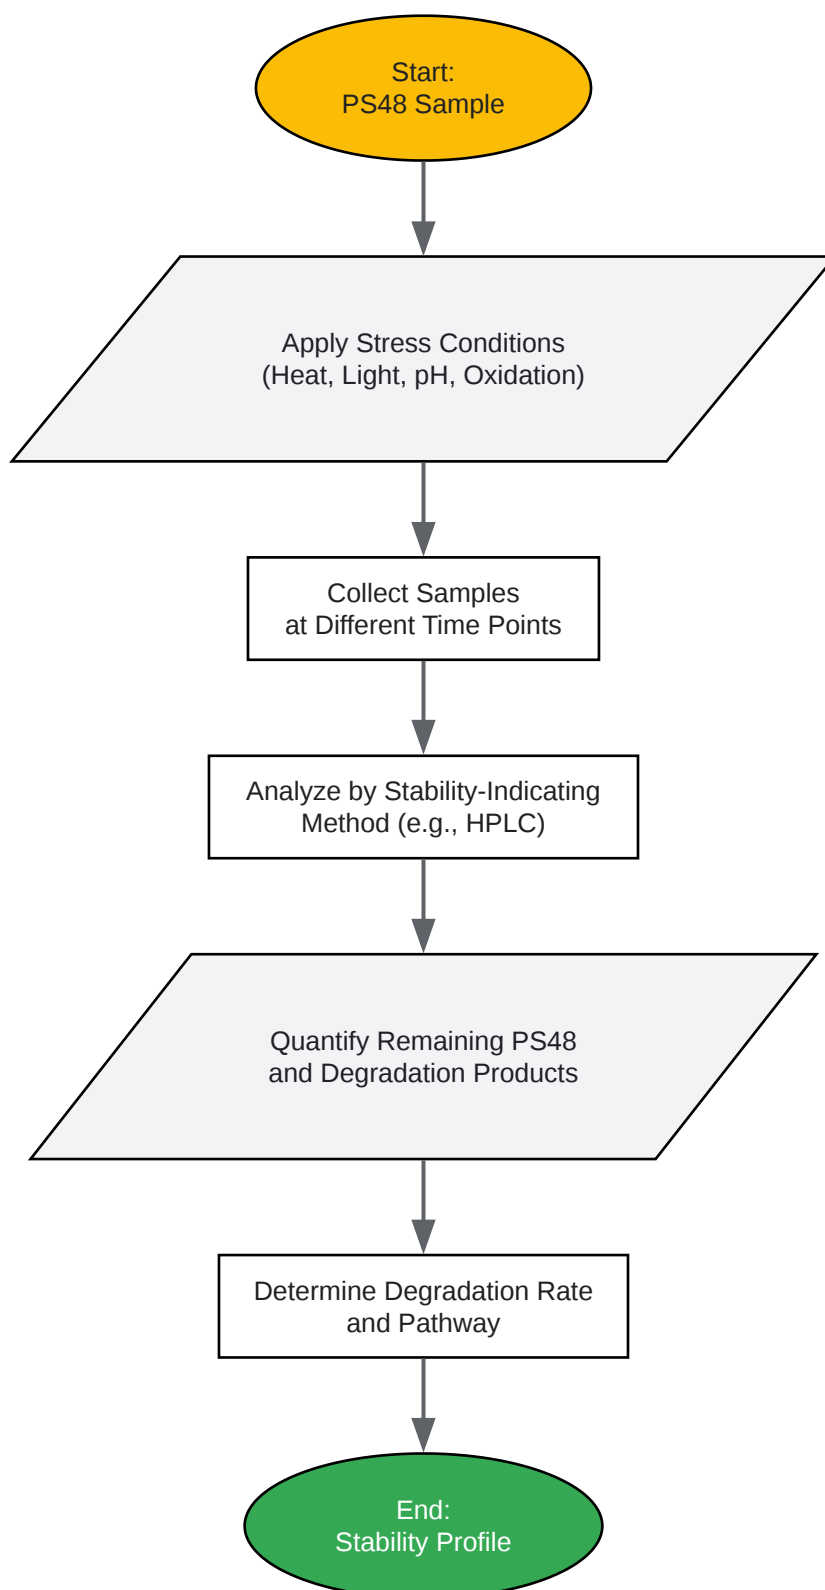 Start:
PS48 Sample
Apply Stress Conditions
(Heat, Light, pH, Oxidation)
Collect Samples
at Different Time Points
Analyze by Stability-Indicating
Method (e.g., HPLC)
Quantify Remaining PS48
and Degradation Products
Determine Degradation Rate
and Pathway
End:
Stability Profile